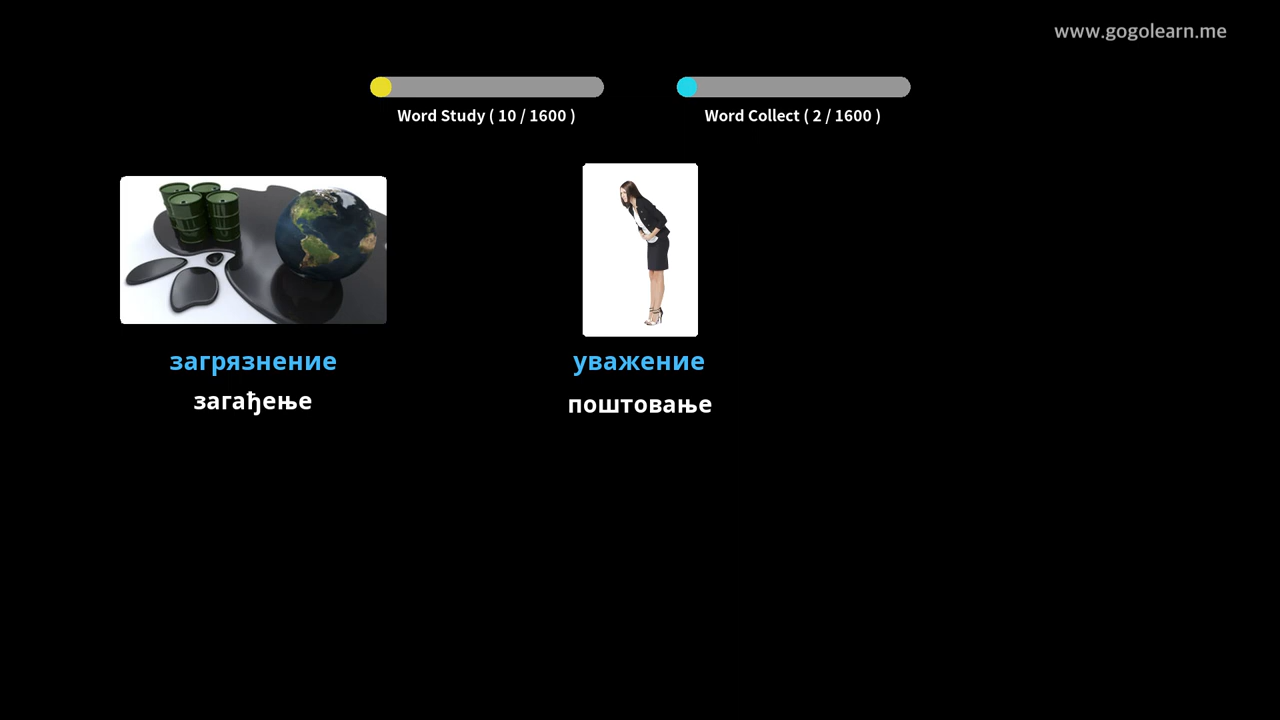 www.gogolearn.me
Word Study ( 10 / 1600 )
Word Collect ( 2 / 1600 )
загрязнение
загађење
уважение
поштовање